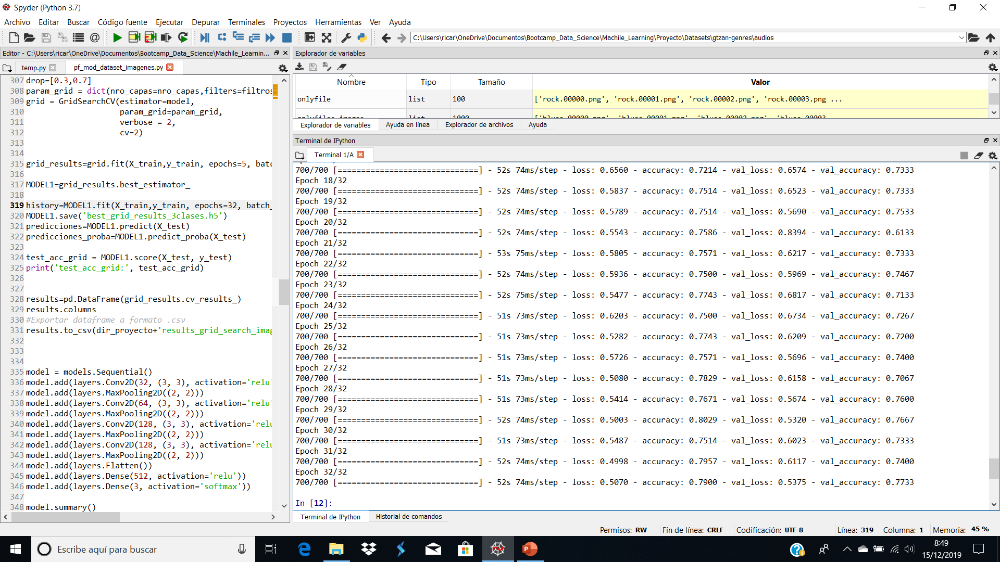 Spyder (Python 3.7)
Archivo Editar Buscar Código fuente Ejecutar Depurar Terminales Proyectos Herramientas Ver Ayuda
C:\Users\ricar\OneDrive\Documentos\Bootcamp_Data_Science\Machile_Learning\Proyecto\Datasets\gtzan-genres\audios
Editor - C:\Users\ricar\OneDrive\Documentos\Bootcamp_Data_Science\Machile_Learnin...
temp.py pf_mod_dataset_imagenes.py
307 drop=[0.3,0.7]
308 param_grid = dict(nro_capas=nro_capas,filters=filtros
309 grid = GridSearchCV(estimator=model,
310 param_grid=param_grid,
311 verbose = 2,
312 cv=2)
313
314
315 grid_results=grid.fit(X_train,y_train, epochs=5, batc
316
317 MODEL1=grid_results.best_estimator_
318
319 history=MODEL1.fit(X_train,y_train, epochs=32, batch_
320 MODEL1.save('best_grid_results_3clases.h5')
321 predicciones=MODEL1.predict(X_test)
322 predicciones_proba=MODEL1.predict_proba(X_test)
323
324 test_acc_grid = MODEL1.score(X_test, y_test)
325 print('test_acc_grid:', test_acc_grid)
326
327
328 results=pd.DataFrame(grid_results.cv_results_)
329 results.columns
330 #Exportar dataframe a formato .csv
331 results.to_csv(dir_proyecto+'results_grid_search_imag
332
333
334
335 model = models.Sequential()
336 model.add(layers.Conv2D(32, (3, 3), activation='relu'
337 model.add(layers.MaxPooling2D((2, 2)))
338 model.add(layers.Conv2D(64, (3, 3), activation='relu'
339 model.add(layers.MaxPooling2D((2, 2)))
340 model.add(layers.Conv2D(128, (3, 3), activation='relu
341 model.add(layers.MaxPooling2D((2, 2)))
342 model.add(layers.Conv2D(128, (3, 3), activation='relu
343 model.add(layers.MaxPooling2D((2, 2)))
344 model.add(layers.Flatten())
345 model.add(layers.Dense(512, activation='relu'))
346 model.add(layers.Dense(3, activation='softmax'))
347
348 model.summary()
Explorador de variables
Nombre Tipo Tamaño Valor
onlyfile list 100 ['rock.00000.png', 'rock.00001.png', 'rock.00002.png', 'rock.00003.png ...
onlyfiles_images list 1000 ['blues.00000.png', 'blues.00001.png', 'blues.00002.png', 'blues.00003
Explorador de variables Ayuda en línea Explorador de archivos Ayuda
Terminal de IPython
Terminal 1/A
700/700 [==============================] - 52s 74ms/step - loss: 0.6560 - accuracy: 0.7214 - val_loss: 0.6574 - val_accuracy: 0.7333
Epoch 18/32
700/700 [==============================] - 52s 74ms/step - loss: 0.5837 - accuracy: 0.7514 - val_loss: 0.6523 - val_accuracy: 0.7333
Epoch 19/32
700/700 [==============================] - 52s 74ms/step - loss: 0.5789 - accuracy: 0.7514 - val_loss: 0.5690 - val_accuracy: 0.7533
Epoch 20/32
700/700 [==============================] - 52s 74ms/step - loss: 0.5543 - accuracy: 0.7586 - val_loss: 0.8394 - val_accuracy: 0.6133
Epoch 21/32
700/700 [==============================] - 53s 75ms/step - loss: 0.5805 - accuracy: 0.7571 - val_loss: 0.6217 - val_accuracy: 0.7333
Epoch 22/32
700/700 [==============================] - 52s 74ms/step - loss: 0.5936 - accuracy: 0.7500 - val_loss: 0.5969 - val_accuracy: 0.7467
Epoch 23/32
700/700 [==============================] - 52s 75ms/step - loss: 0.5477 - accuracy: 0.7743 - val_loss: 0.6817 - val_accuracy: 0.7133
Epoch 24/32
700/700 [==============================] - 51s 73ms/step - loss: 0.6203 - accuracy: 0.7500 - val_loss: 0.6734 - val_accuracy: 0.7267
Epoch 25/32
700/700 [==============================] - 51s 73ms/step - loss: 0.5282 - accuracy: 0.7743 - val_loss: 0.6209 - val_accuracy: 0.7200
Epoch 26/32
700/700 [==============================] - 51s 73ms/step - loss: 0.5726 - accuracy: 0.7571 - val_loss: 0.5696 - val_accuracy: 0.7400
Epoch 27/32
700/700 [==============================] - 51s 73ms/step - loss: 0.5080 - accuracy: 0.7829 - val_loss: 0.6158 - val_accuracy: 0.7067
Epoch 28/32
700/700 [==============================] - 51s 73ms/step - loss: 0.5414 - accuracy: 0.7671 - val_loss: 0.5674 - val_accuracy: 0.7600
Epoch 29/32
700/700 [==============================] - 52s 74ms/step - loss: 0.5003 - accuracy: 0.8029 - val_loss: 0.5320 - val_accuracy: 0.7667
Epoch 30/32
700/700 [==============================] - 51s 73ms/step - loss: 0.5487 - accuracy: 0.7514 - val_loss: 0.6023 - val_accuracy: 0.7333
Epoch 31/32
700/700 [==============================] - 52s 74ms/step - loss: 0.4998 - accuracy: 0.7957 - val_loss: 0.6117 - val_accuracy: 0.7400
Epoch 32/32
700/700 [==============================] - 52s 74ms/step - loss: 0.5070 - accuracy: 0.7900 - val_loss: 0.5375 - val_accuracy: 0.7733
In [12]:
Terminal de IPython Historial de comandos
Permisos: RW Fin de línea: CRLF Codificación: UTF-8 Línea: 319 Columna: 1 Memoria: 45 %
Escribe aquí para buscar
8:49
15/12/2019